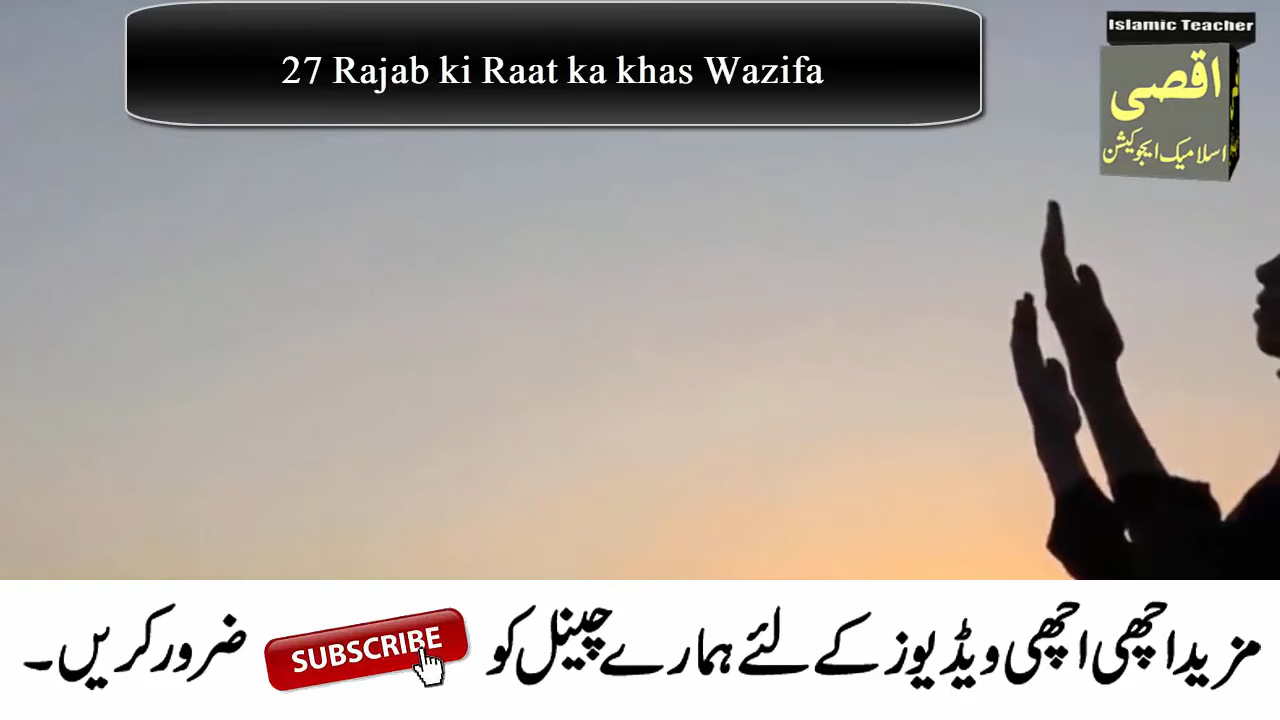 27 Rajab ki Raat ka khas Wazifa
Islamic Teacher
اقصی
اسلامیک ایجوکیشن
مزید اچھی اچھی ویڈیوز کے لئے ہمارے چینل کو SUBSCRIBE ضرور کریں۔